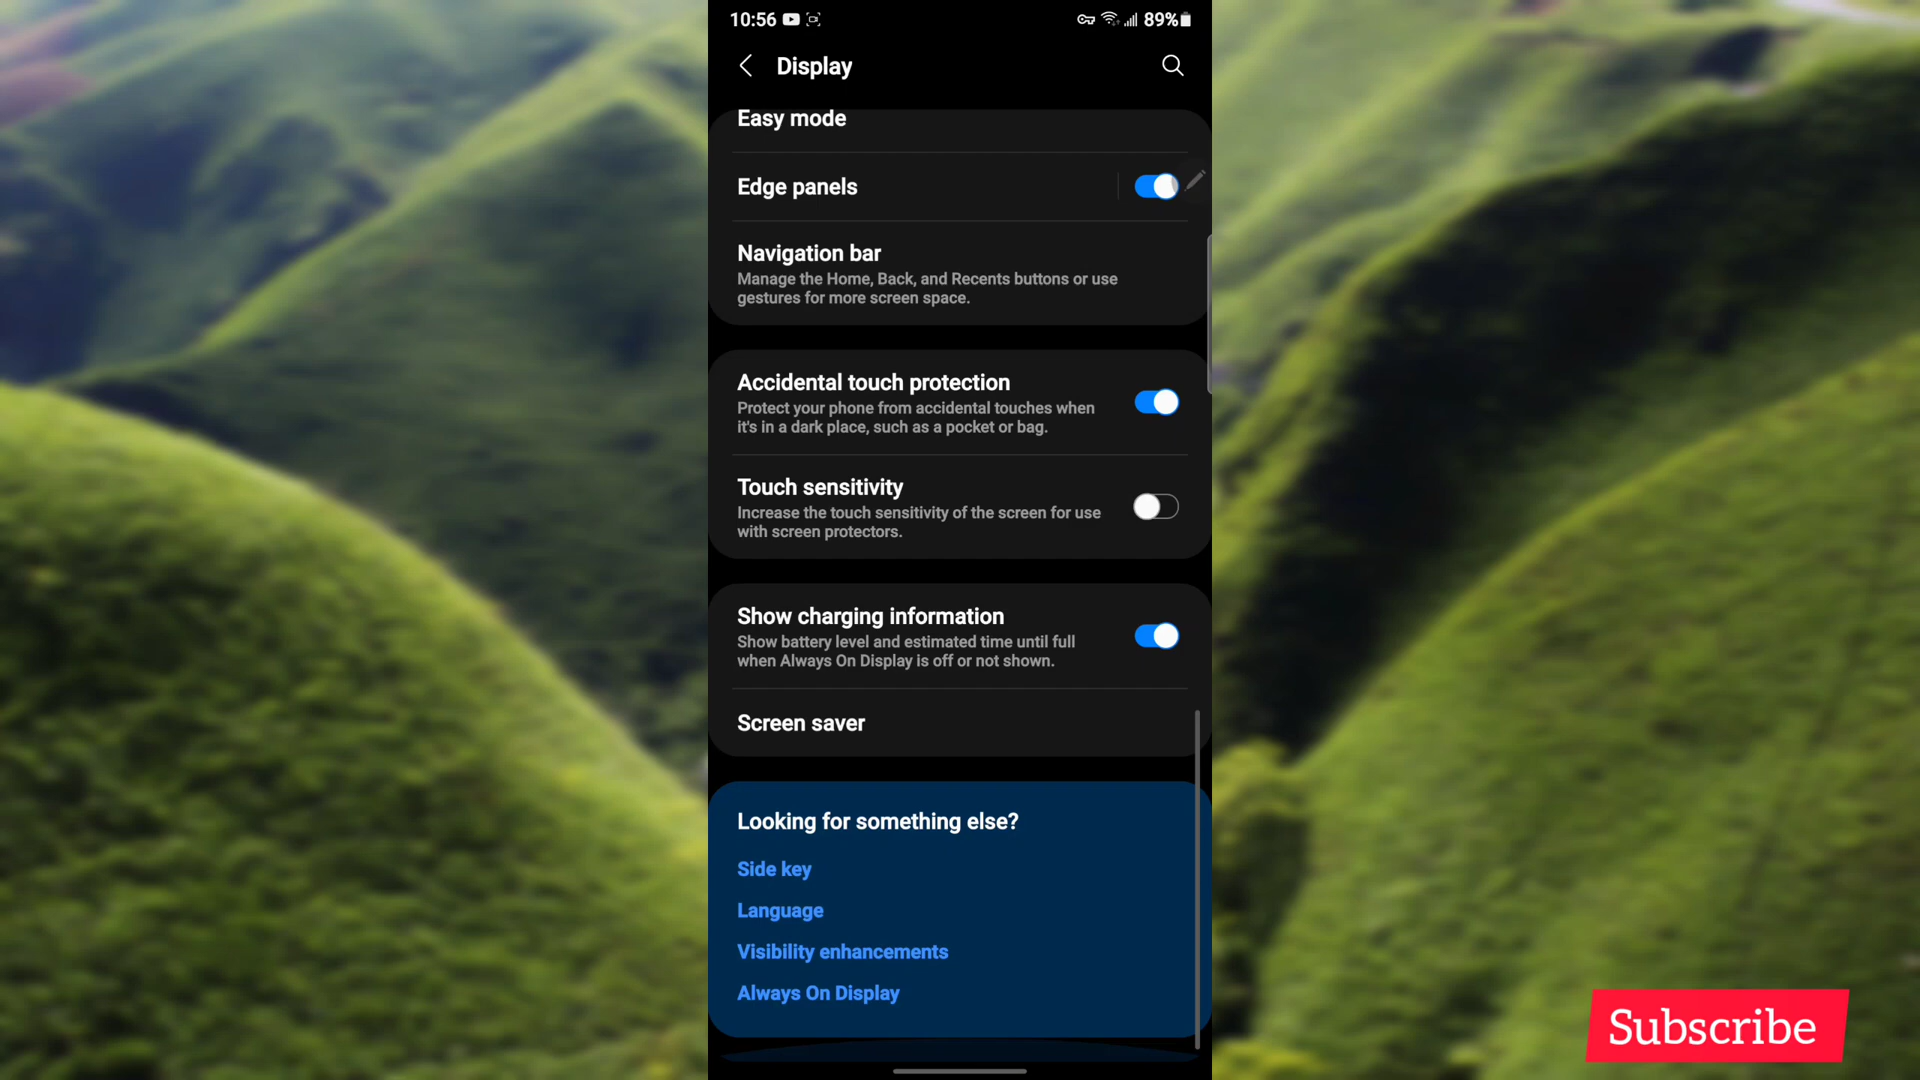 10:56
89%
Display
Easy mode
Edge panels
Navigation bar
Manage the Home, Back, and Recents buttons or use
gestures for more screen space.
Accidental touch protection
Protect your phone from accidental touches when
it's in a dark place, such as a pocket or bag.
Touch sensitivity
Increase the touch sensitivity of the screen for use
with screen protectors.
Show charging information
Show battery level and estimated time until full
when Always On Display is off or not shown.
Screen saver
Looking for something else?
Side key
Language
Visibility enhancements
Always On Display
Subscribe